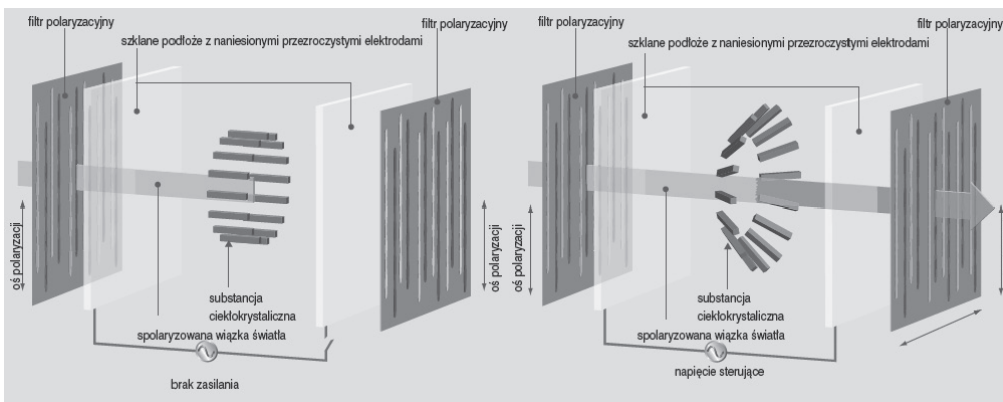 filtr polaryzacyjny
szklane podłoże z naniesionymi przezroczystymi elektrodami
filtr polaryzacyjny
oś polaryzacji
oś polaryzacji
substancja
ciekłokrystaliczna
spolaryzowana wiązka światła
brak zasilania
filtr polaryzacyjny
szklane podłoże z naniesionymi przezroczystymi elektrodami
filtr polaryzacyjny
oś polaryzacji
substancja
ciekłokrystaliczna
spolaryzowana wiązka światła
napięcie sterujące